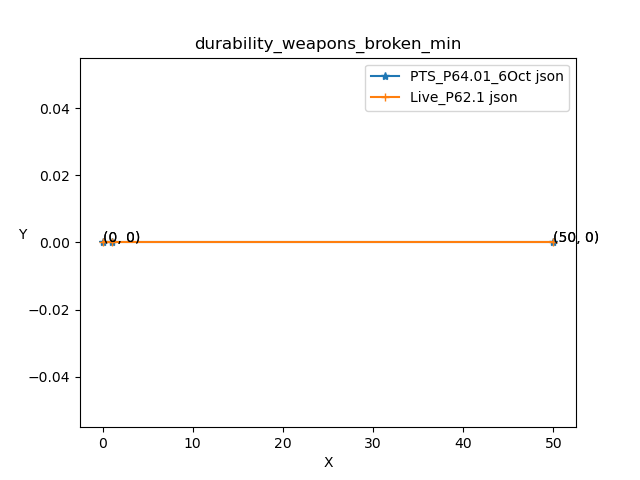 durability_weapons_broken_min
PTS_P64.01_6Oct json
Live_P62.1 json
0.04
0.02
0.00
−0.02
−0.04
Y
(0, 0)
(50, 0)
0
10
20
30
40
50
X